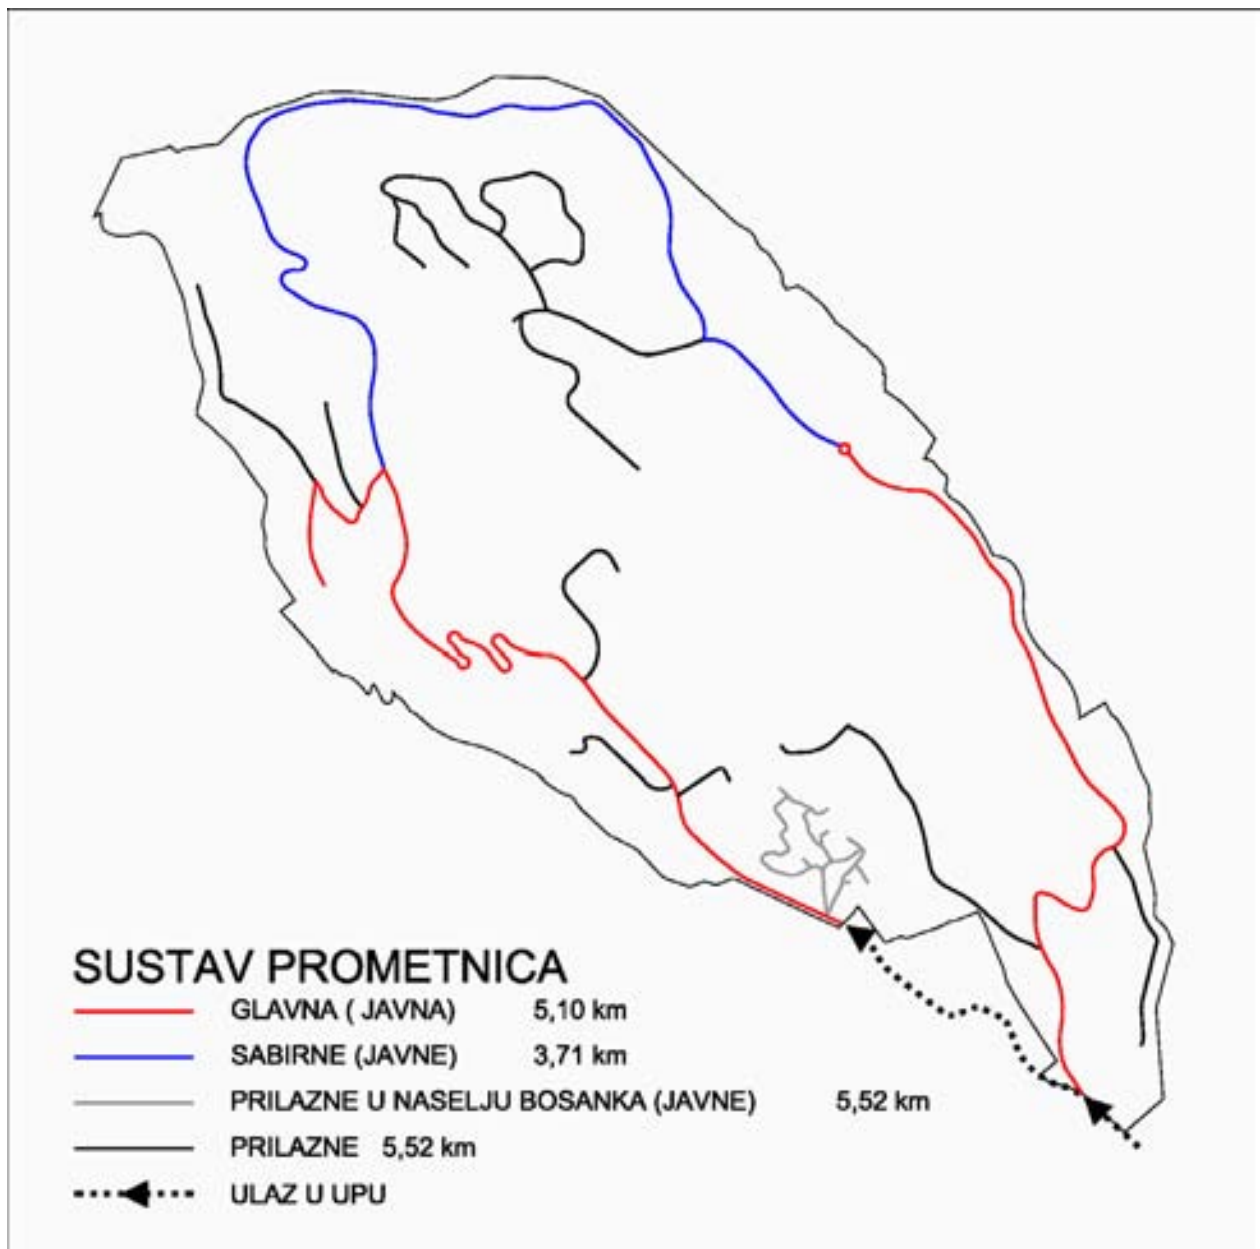 SUSTAV PROMETNICA
GLAVNA ( JAVNA) 5,10 km
SABIRNE (JAVNE) 3,71 km
PRILAZNE U NASELJU BOSANKA (JAVNE) 5,52 km
PRILAZNE 5,52 km
ULAZ U UPU